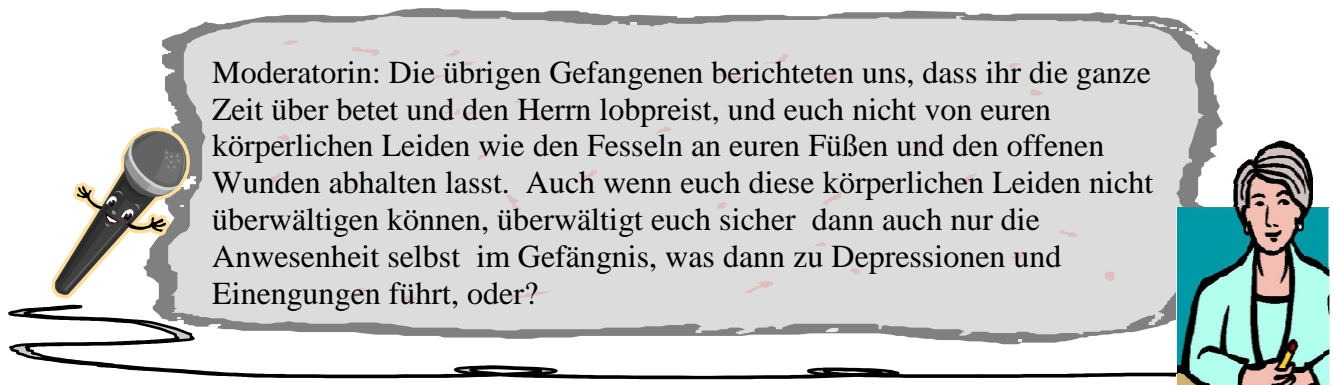 Moderatorin: Die übrigen Gefangenen berichteten uns, dass ihr die ganze
Zeit über betet und den Herrn lobpreist, und euch nicht von euren
körperlichen Leiden wie den Fesseln an euren Füßen und den offenen
Wunden abhalten lasst.  Auch wenn euch diese körperlichen Leiden nicht
überwältigen können, überwältigt euch sicher  dann auch nur die
Anwesenheit selbst  im Gefängnis, was dann zu Depressionen und
Einengungen führt, oder?